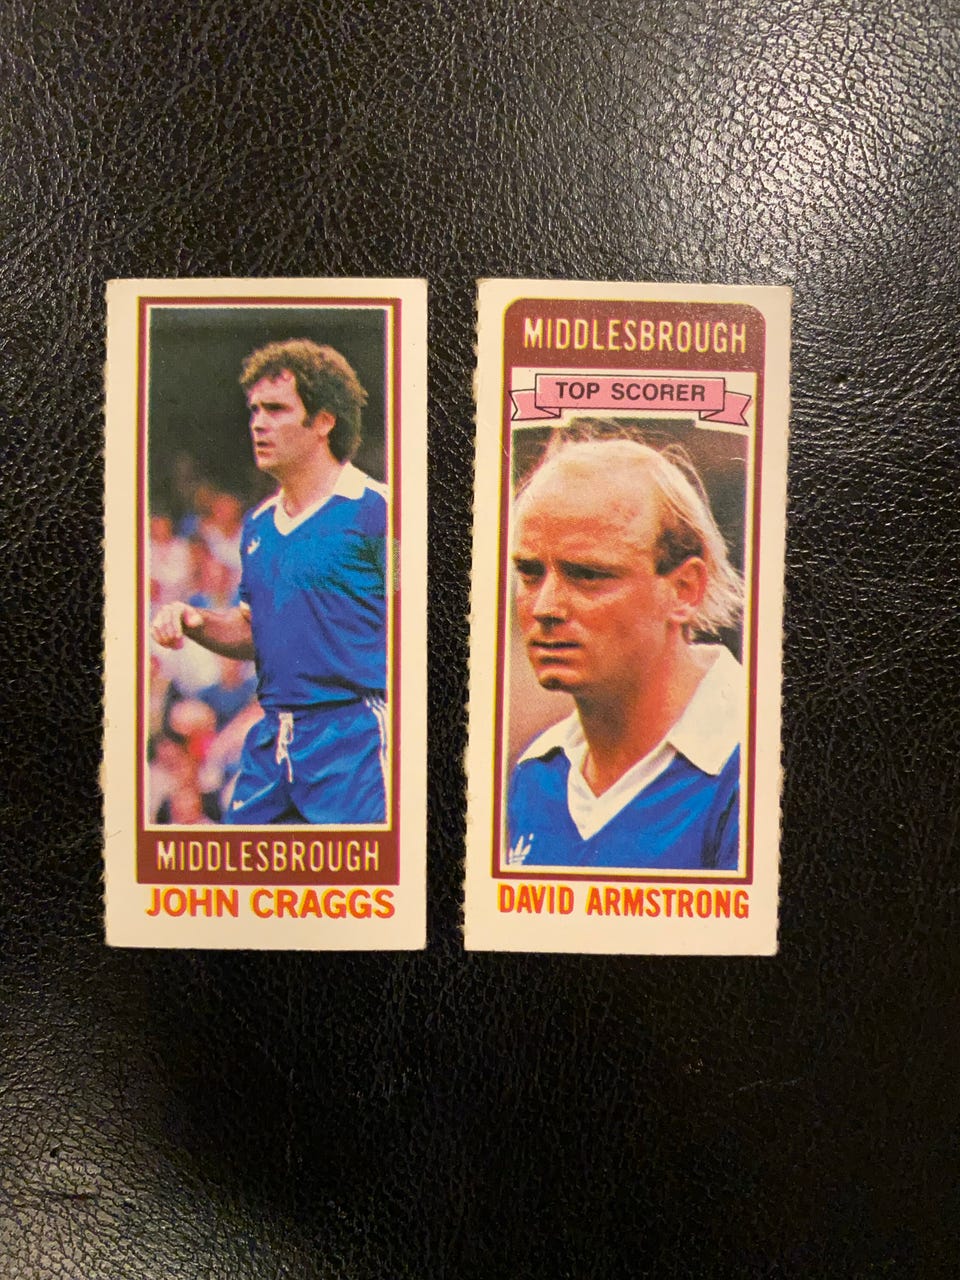 MIDDLESBROUGH
JOHN CRAGGS
MIDDLESBROUGH
TOP SCORER
DAVID ARMSTRONG